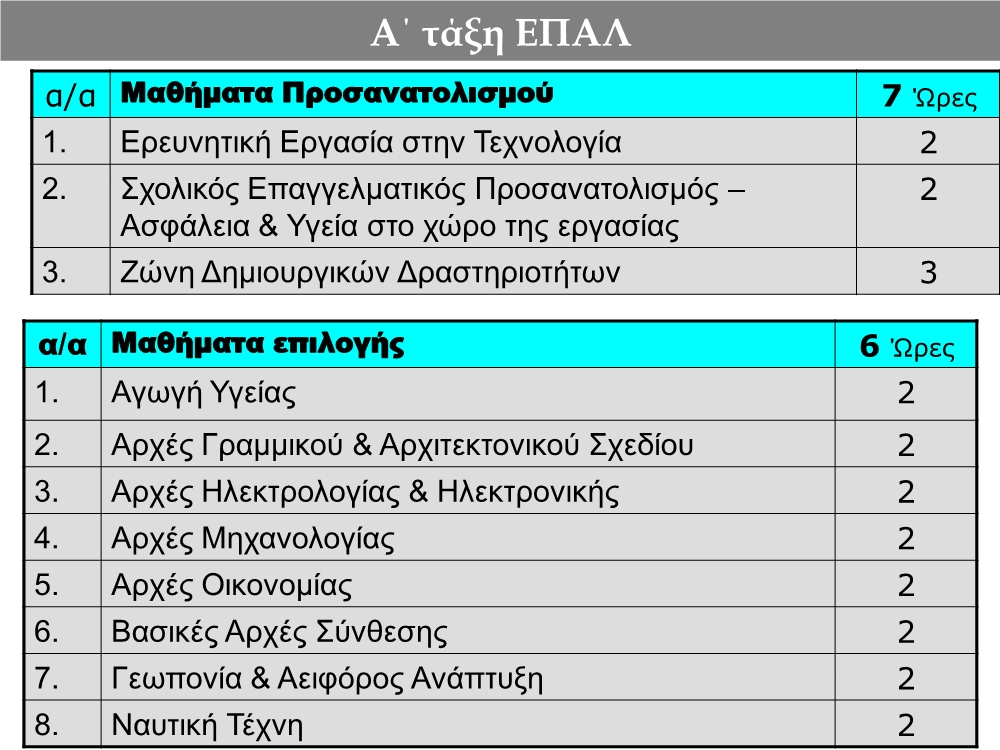 Α΄ τάξη ΕΠΑΛ
α/α Μαθήματα Προσανατολισμού 7 Ώρες
1. Ερευνητική Εργασία στην Τεχνολογία 2
2. Σχολικός Επαγγελματικός Προσανατολισμός – 2
Ασφάλεια & Υγεία στο χώρο της εργασίας
3. Ζώνη Δημιουργικών Δραστηριοτήτων 3
α/α Μαθήματα επιλογής 6 Ώρες
1. Αγωγή Υγείας 2
2. Αρχές Γραμμικού & Αρχιτεκτονικού Σχεδίου 2
3. Αρχές Ηλεκτρολογίας & Ηλεκτρονικής 2
4. Αρχές Μηχανολογίας 2
5. Αρχές Οικονομίας 2
6. Βασικές Αρχές Σύνθεσης 2
7. Γεωπονία & Αειφόρος Ανάπτυξη 2
8. Ναυτική Τέχνη 2